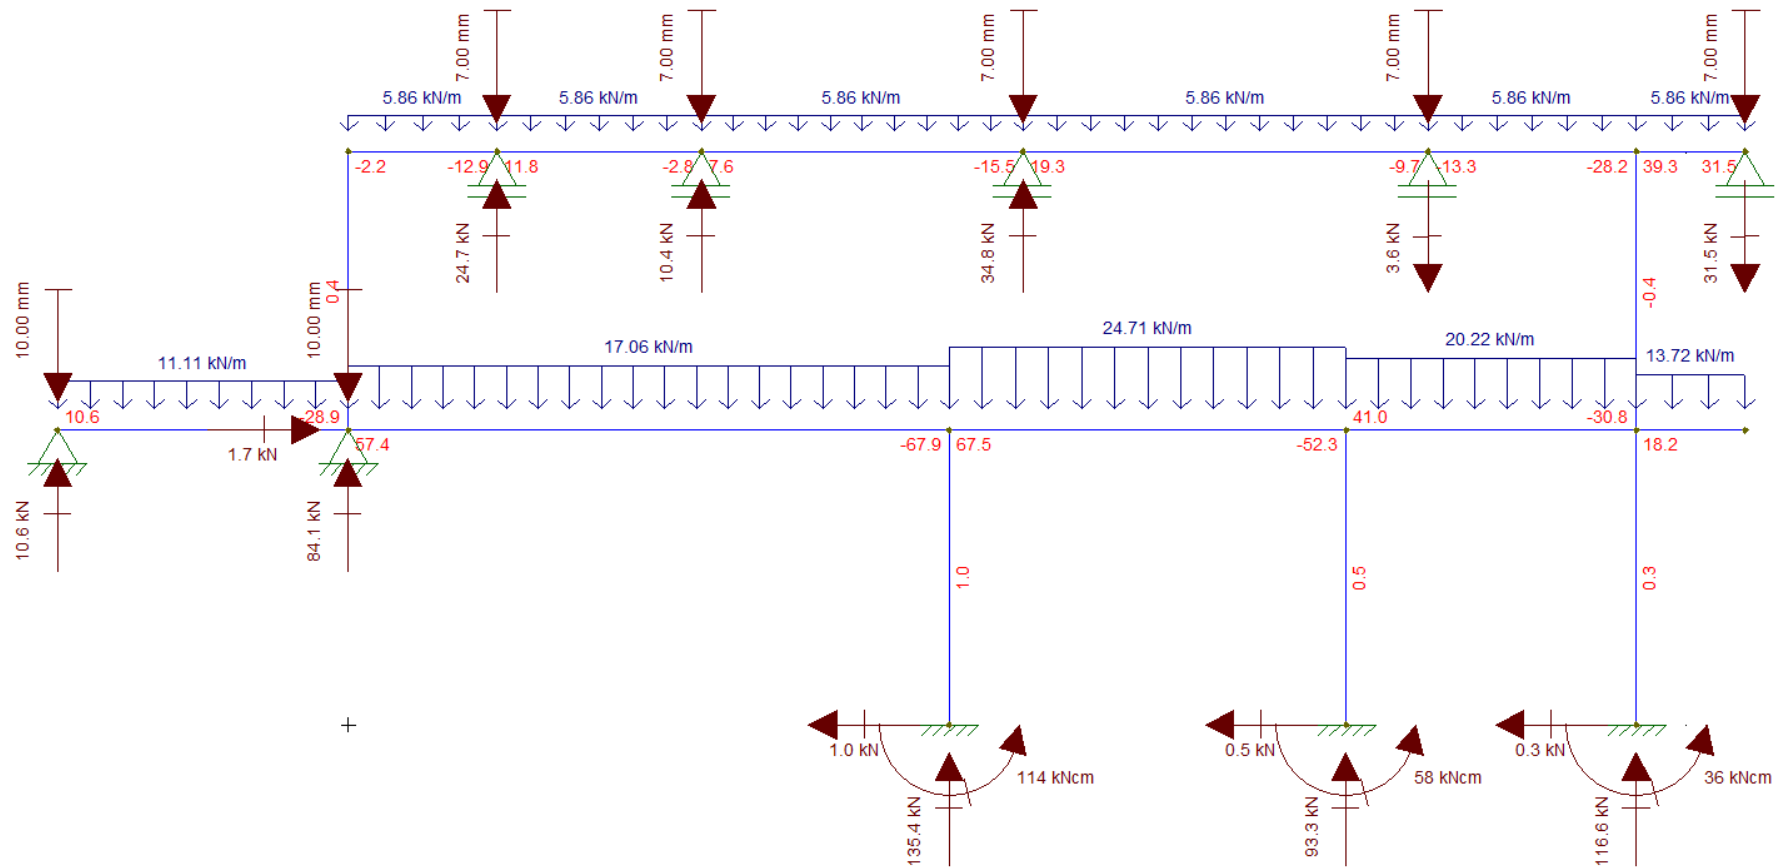 7.00 mm
7.00 mm
7.00 mm
7.00 mm
7.00 mm
5.86 kN/m
5.86 kN/m
5.86 kN/m
5.86 kN/m
5.86 kN/m
5.86 kN/m
-2.2
-12.9
11.8
-2.8
7.6
-15.5
19.3
-9.7
-13.3
-28.2
39.3
31.5
24.7 kN
10.4 kN
34.8 kN
3.6 kN
31.5 kN
10.00 mm
0.4
10.00 mm
-0.4
11.11 kN/m
17.06 kN/m
24.71 kN/m
20.22 kN/m
13.72 kN/m
10.6
-28.9
41.0
-30.8
1.7 kN
57.4
-67.9
67.5
-52.3
18.2
10.6 kN
84.1 kN
1.0
0.5
0.3
1.0 kN
0.5 kN
0.3 kN
114 kNcm
58 kNcm
36 kNcm
135.4 kN
93.3 kN
116.6 kN